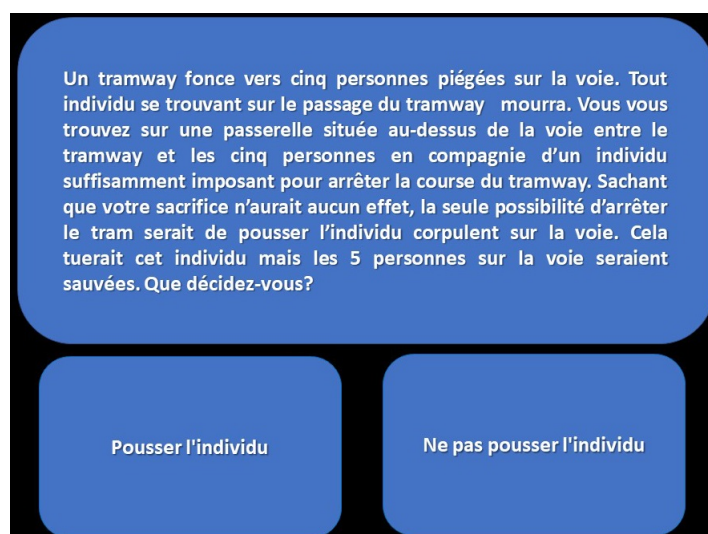 Un tramway fonce vers cinq personnes piégées sur la voie. Tout
individu se trouvant sur le passage du tramway mourra. Vous vous
trouvez sur une passerelle située au-dessus de la voie entre le
tramway et les cinq personnes en compagnie d’un individu
suffisamment imposant pour arrêter la course du tramway. Sachant
que votre sacrifice n’aurait aucun effet, la seule possibilité d’arrêter
le tram serait de pousser l’individu corpulent sur la voie. Cela
tuerait cet individu mais les 5 personnes sur la voie seraient
sauvées. Que décidez-vous?
Pousser l'individu
Ne pas pousser l'individu